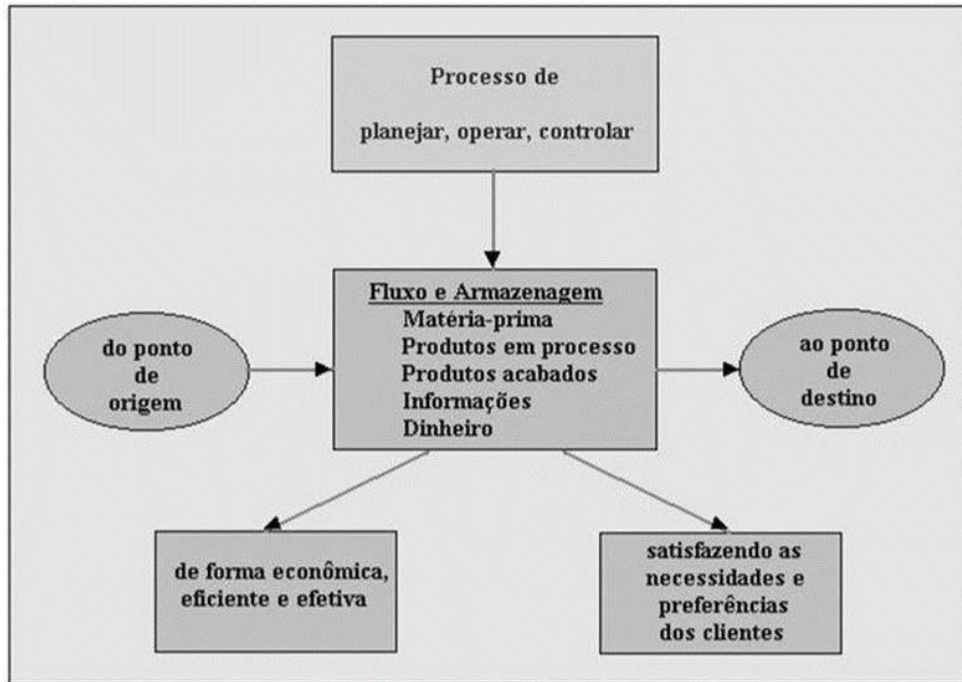 Processo de
planejar, operar, controlar
Fluxo e Armazenagem
Matéria-prima
Produtos em processo
Produtos acabados
Informações
Dinheiro
do ponto
de
origem
ao ponto
de
destino
de forma econômica,
eficiente e efetiva
satisfazendo as
necessidades e
preferências
dos clientes